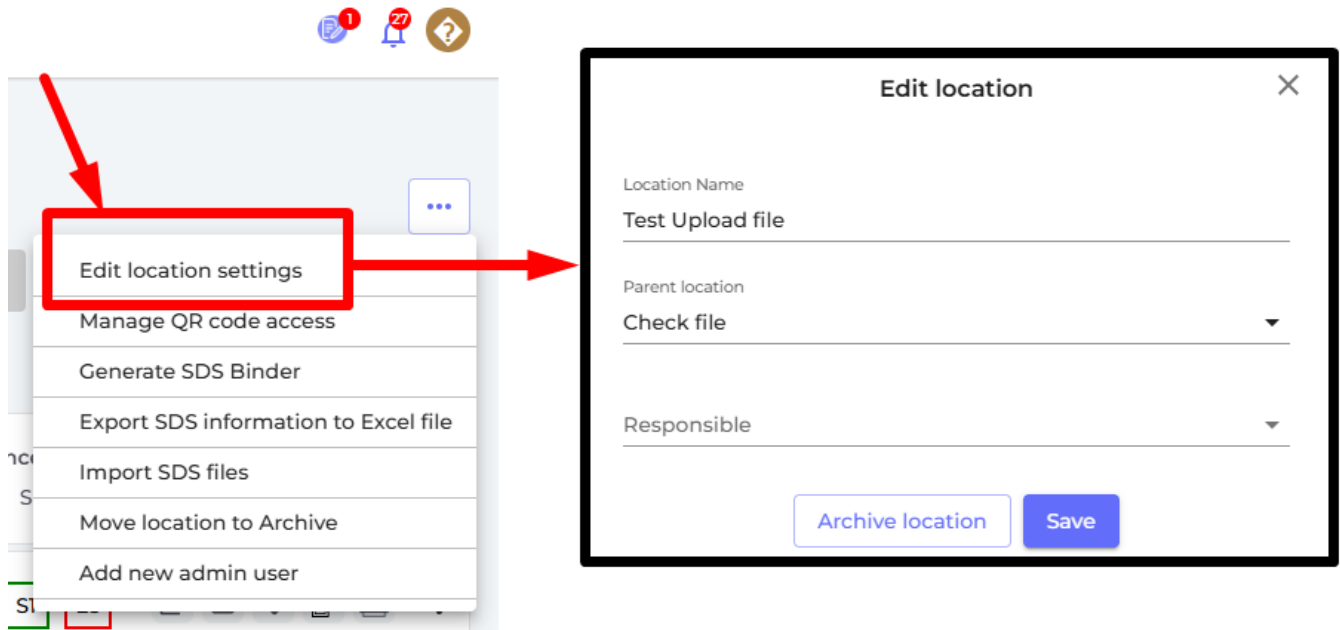 1
27
?
...
Edit location settings
Manage QR code access
Generate SDS Binder
Export SDS information to Excel file
Import SDS files
Move location to Archive
Add new admin user
Edit location
Location Name
Test Upload file
Parent location
Check file
Responsible
Archive location
Save